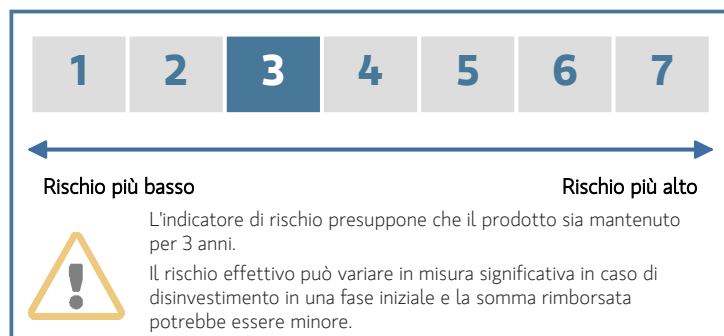 1 2 3 4 5 6 7
Rischio più basso Rischio più alto
L'indicatore di rischio presuppone che il prodotto sia mantenuto
per 3 anni.
Il rischio effettivo può variare in misura significativa in caso di
disinvestimento in una fase iniziale e la somma rimborsata
potrebbe essere minore.